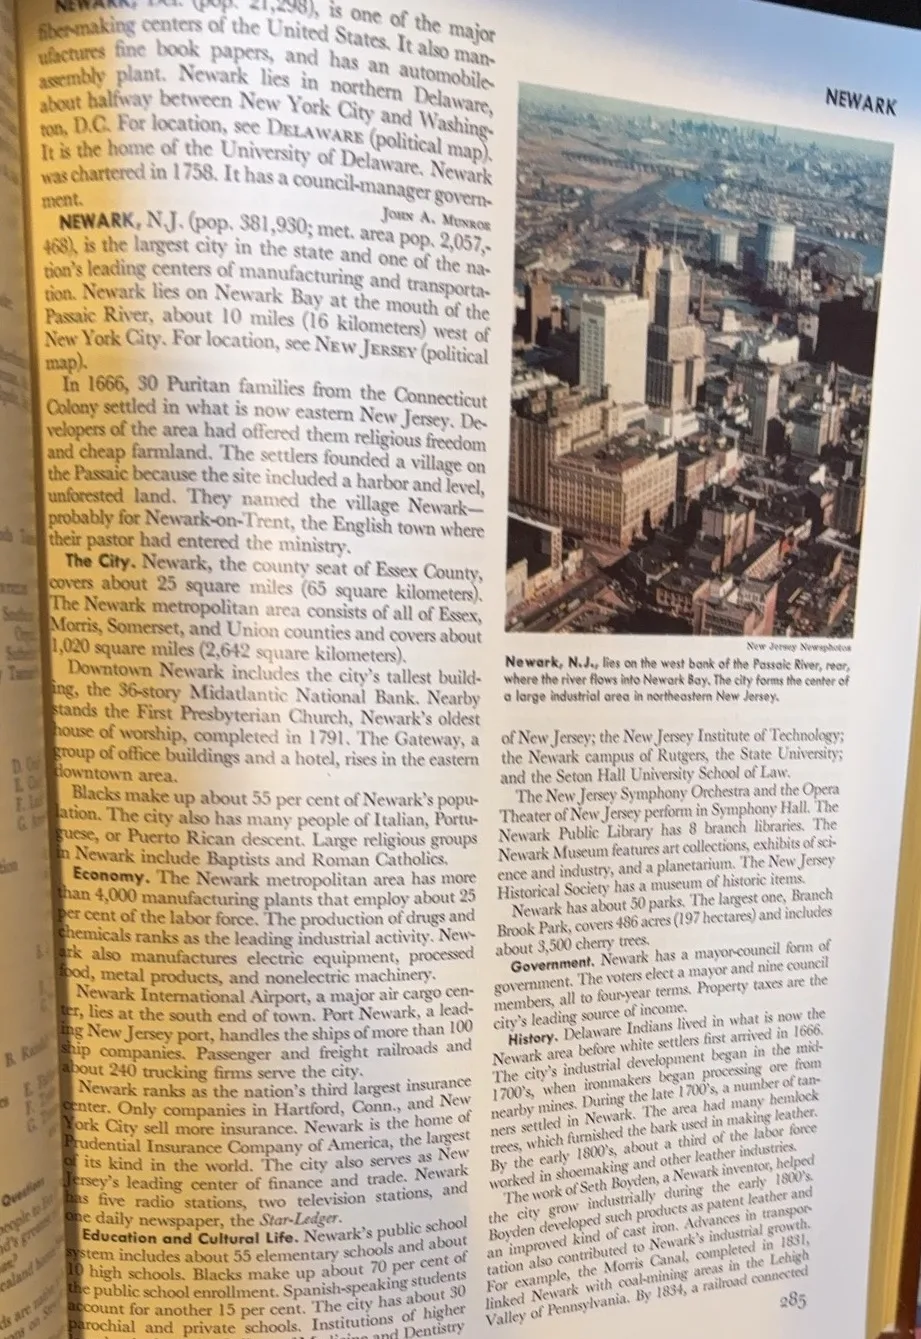 NEWARK
NEWARK, Del. (pop. 21,298), is one of the major
fiber-making centers of the United States. It also man-
ufactures fine book papers, and has an automobile-
assembly plant. Newark lies in northern Delaware,
about halfway between New York City and Washing-
ton, D.C. For location, see DELAWARE (political map).
It is the home of the University of Delaware. Newark
was chartered in 1758. It has a council-manager govern-
ment.
JOHN A. MUNROE
NEWARK, N.J. (pop. 381,930; met. area pop. 2,057,-
468), is the largest city in the state and one of the na-
tion's leading centers of manufacturing and transporta-
tion. Newark lies on Newark Bay at the mouth of the
Passaic River, about 10 miles (16 kilometers) west of
New York City. For location, see NEW JERSEY (political
map).
In 1666, 30 Puritan families from the Connecticut
Colony settled in what is now eastern New Jersey. De-
velopers of the area had offered them religious freedom
and cheap farmland. The settlers founded a village on
the Passaic because the site included a harbor and level,
unforested land. They named the village Newark—
probably for Newark-on-Trent, the English town where
their pastor had entered the ministry.
The City. Newark, the county seat of Essex County,
covers about 25 square miles (65 square kilometers).
The Newark metropolitan area consists of all of Essex,
Morris, Somerset, and Union counties and covers about
1,020 square miles (2,642 square kilometers).
Downtown Newark includes the city's tallest build-
ing, the 36-story Midatlantic National Bank. Nearby
stands the First Presbyterian Church, Newark's oldest
house of worship, completed in 1791. The Gateway, a
group of office buildings and a hotel, rises in the eastern
downtown area.
Blacks make up about 55 per cent of Newark's popu-
lation. The city also has many people of Italian, Portu-
guese, or Puerto Rican descent. Large religious groups
in Newark include Baptists and Roman Catholics.
Economy. The Newark metropolitan area has more
than 4,000 manufacturing plants that employ about 25
per cent of the labor force. The production of drugs and
chemicals ranks as the leading industrial activity. New-
ark also manufactures electric equipment, processed
food, metal products, and nonelectric machinery.
Newark International Airport, a major air cargo cen-
ter, lies at the south end of town. Port Newark, a lead-
ing New Jersey port, handles the ships of more than 100
ship companies. Passenger and freight railroads and
about 240 trucking firms serve the city.
Newark ranks as the nation's third largest insurance
center. Only companies in Hartford, Conn., and New
York City sell more insurance. Newark is the home of
Prudential Insurance Company of America, the largest
of its kind in the world. The city also serves as New
Jersey's leading center of finance and trade. Newark
has five radio stations, two television stations, and
one daily newspaper, the Star-Ledger.
Education and Cultural Life. Newark's public school
system includes about 55 elementary schools and about
10 high schools. Blacks make up about 70 per cent of
the public school enrollment. Spanish-speaking students
account for another 15 per cent. The city has about 30
parochial and private schools. Institutions of higher
and Dentistry
New Jersey Newsphotos
Newark, N.J., lies on the west bank of the Passaic River, rear,
where the river flows into Newark Bay. The city forms the center of
a large industrial area in northeastern New Jersey.
of New Jersey; the New Jersey Institute of Technology;
the Newark campus of Rutgers, the State University;
and the Seton Hall University School of Law.
The New Jersey Symphony Orchestra and the Opera
Theater of New Jersey perform in Symphony Hall. The
Newark Public Library has 8 branch libraries. The
Newark Museum features art collections, exhibits of sci-
ence and industry, and a planetarium. The New Jersey
Historical Society has a museum of historic items.
Newark has about 50 parks. The largest one, Branch
Brook Park, covers 486 acres (197 hectares) and includes
about 3,500 cherry trees.
Government. Newark has a mayor-council form of
government. The voters elect a mayor and nine council
members, all to four-year terms. Property taxes are the
city's leading source of income.
History. Delaware Indians lived in what is now the
Newark area before white settlers first arrived in 1666.
The city's industrial development began in the mid-
1700's, when ironmakers began processing ore from
nearby mines. During the late 1700's, a number of tan-
ners settled in Newark. The area had many hemlock
trees, which furnished the bark used in making leather.
By the early 1800's, about a third of the labor force
worked in shoemaking and other leather industries.
The work of Seth Boyden, a Newark inventor, helped
the city grow industrially during the early 1800's.
Boyden developed such products as patent leather and
an improved kind of cast iron. Advances in transpor-
tation also contributed to Newark's industrial growth.
For example, the Morris Canal, completed in 1831,
linked Newark with coal-mining areas in the Lehigh
Valley of Pennsylvania. By 1834, a railroad connected
285